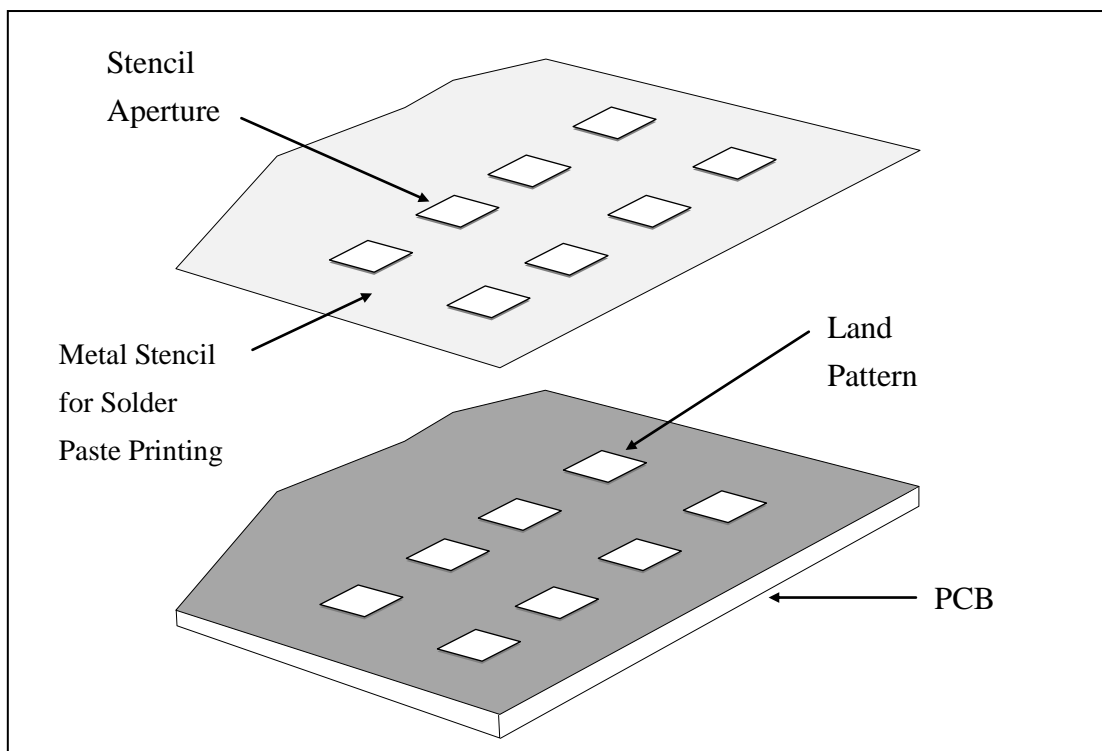 Stencil
Aperture
Metal Stencil
for Solder
Paste Printing
Land
Pattern
PCB